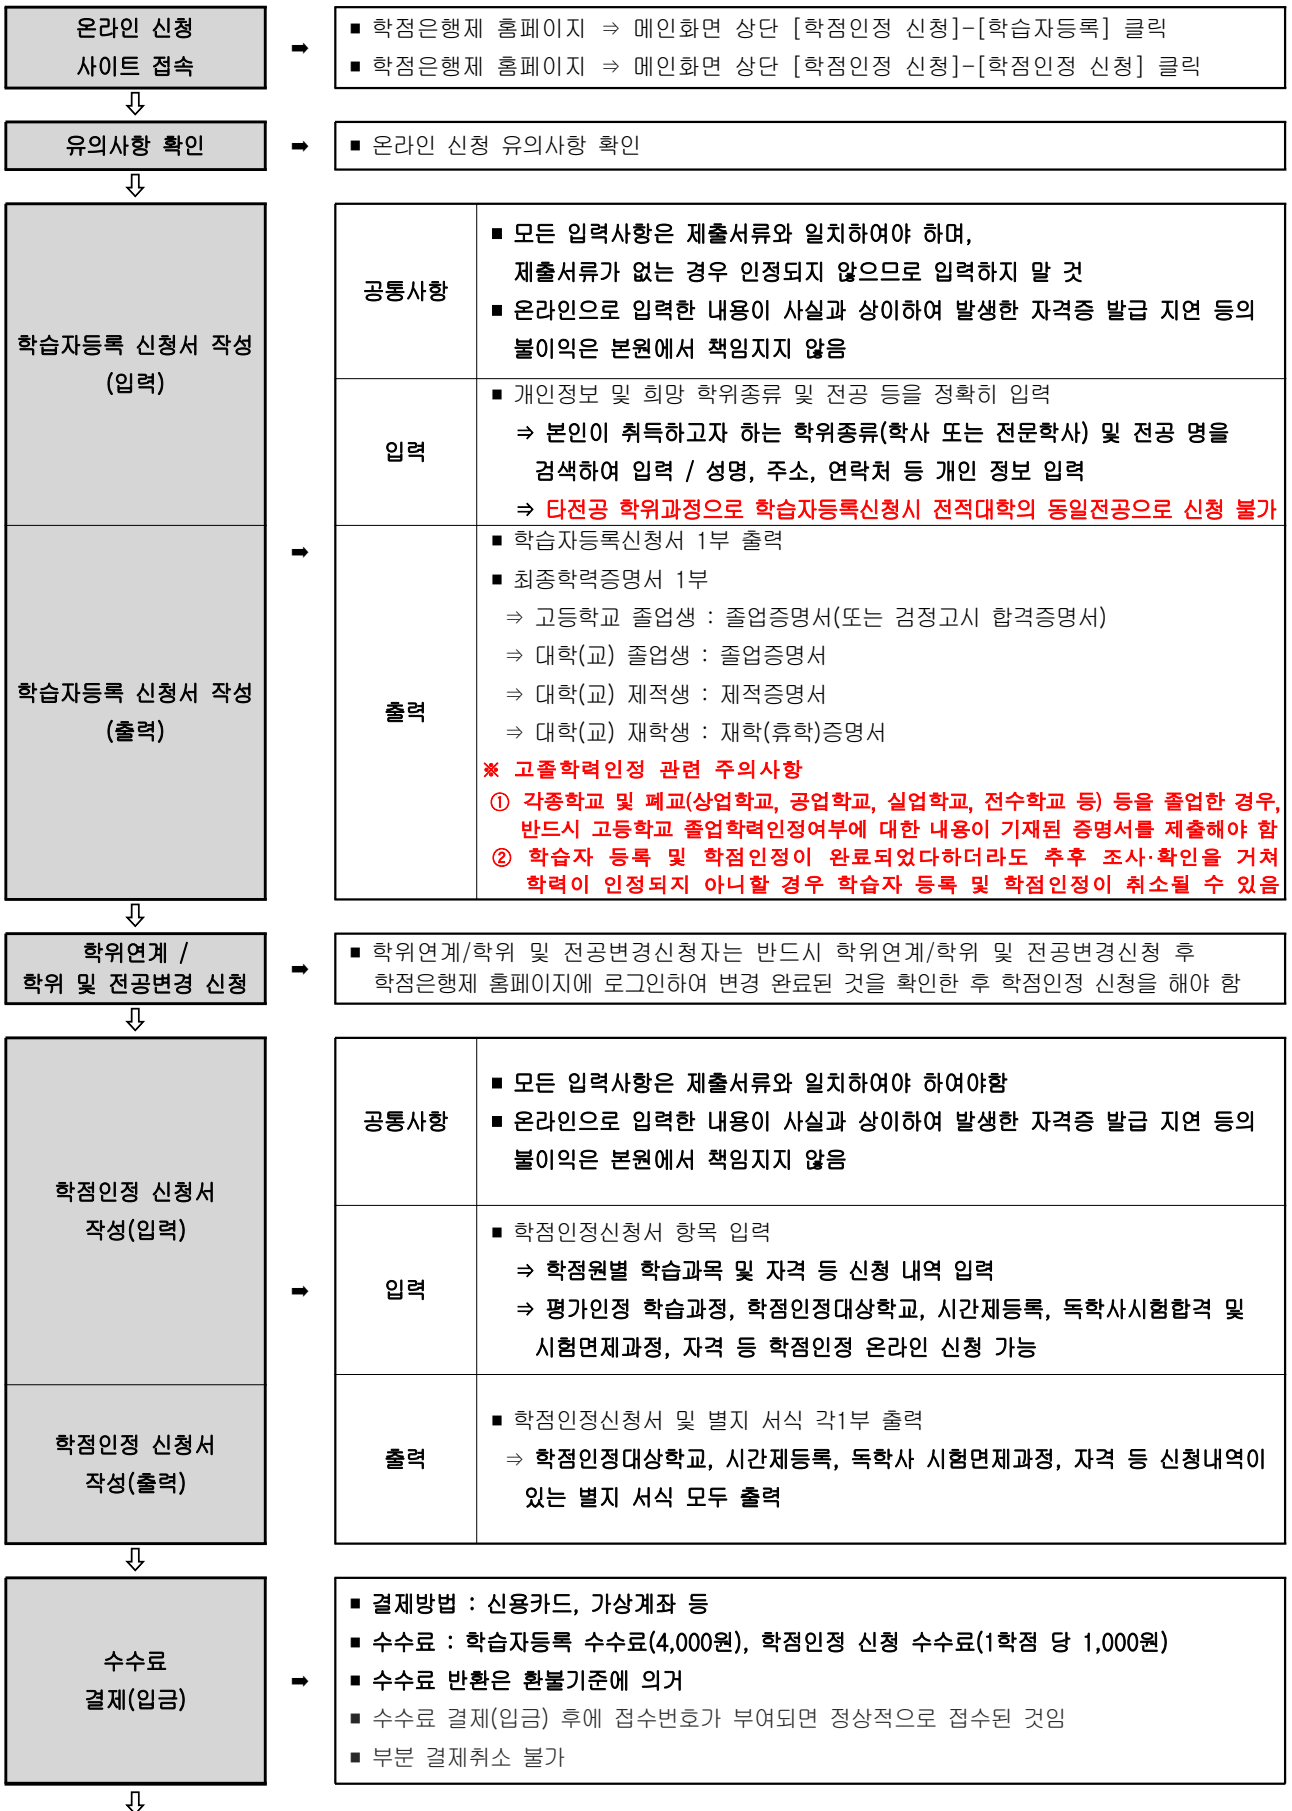 온라인 신청
사이트 접속
➡
■ 학점은행제 홈페이지 ⇒ 메인화면 상단 [학점인정 신청]-[학습자등록] 클릭
■ 학점은행제 홈페이지 ⇒ 메인화면 상단 [학점인정 신청]-[학점인정 신청] 클릭
⇩
유의사항 확인
➡
■ 온라인 신청 유의사항 확인
⇩
학습자등록 신청서 작성
(입력)
공통사항
■ 모든 입력사항은 제출서류와 일치하여야 하며,
제출서류가 없는 경우 인정되지 않으므로 입력하지 말 것
■ 온라인으로 입력한 내용이 사실과 상이하여 발생한 자격증 발급 지연 등의
불이익은 본원에서 책임지지 않음
입력
■ 개인정보 및 희망 학위종류 및 전공 등을 정확히 입력
⇒ 본인이 취득하고자 하는 학위종류(학사 또는 전문학사) 및 전공 명을
검색하여 입력 / 성명, 주소, 연락처 등 개인 정보 입력
⇒ 타전공 학위과정으로 학습자등록신청시 전적대학의 동일전공으로 신청 불가
➡
학습자등록 신청서 작성
(출력)
출력
■ 학습자등록신청서 1부 출력
■ 최종학력증명서 1부
⇒ 고등학교 졸업생 : 졸업증명서(또는 검정고시 합격증명서)
⇒ 대학(교) 졸업생 : 졸업증명서
⇒ 대학(교) 제적생 : 제적증명서
⇒ 대학(교) 재학생 : 재학(휴학)증명서
※ 고졸학력인정 관련 주의사항
① 각종학교 및 폐교(상업학교, 공업학교, 실업학교, 전수학교 등) 등을 졸업한 경우,
반드시 고등학교 졸업학력인정여부에 대한 내용이 기재된 증명서를 제출해야 함
② 학습자 등록 및 학점인정이 완료되었다하더라도 추후 조사·확인을 거쳐
학력이 인정되지 아니할 경우 학습자 등록 및 학점인정이 취소될 수 있음
⇩
학위연계 /
학위 및 전공변경 신청
➡
■ 학위연계/학위 및 전공변경신청자는 반드시 학위연계/학위 및 전공변경신청 후
학점은행제 홈페이지에 로그인하여 변경 완료된 것을 확인한 후 학점인정 신청을 해야 함
⇩
학점인정 신청서
작성(입력)
공통사항
■ 모든 입력사항은 제출서류와 일치하여야 하여야함
■ 온라인으로 입력한 내용이 사실과 상이하여 발생한 자격증 발급 지연 등의
불이익은 본원에서 책임지지 않음
➡
입력
■ 학점인정신청서 항목 입력
⇒ 학점원별 학습과목 및 자격 등 신청 내역 입력
⇒ 평가인정 학습과정, 학점인정대상학교, 시간제등록, 독학사시험합격 및
시험면제과정, 자격 등 학점인정 온라인 신청 가능
학점인정 신청서
작성(출력)
출력
■ 학점인정신청서 및 별지 서식 각1부 출력
⇒ 학점인정대상학교, 시간제등록, 독학사 시험면제과정, 자격 등 신청내역이
있는 별지 서식 모두 출력
⇩
수수료
결제(입금)
➡
■ 결제방법 : 신용카드, 가상계좌 등
■ 수수료 : 학습자등록 수수료(4,000원), 학점인정 신청 수수료(1학점 당 1,000원)
■ 수수료 반환은 환불기준에 의거
■ 수수료 결제(입금) 후에 접수번호가 부여되면 정상적으로 접수된 것임
■ 부분 결제취소 불가
⇩